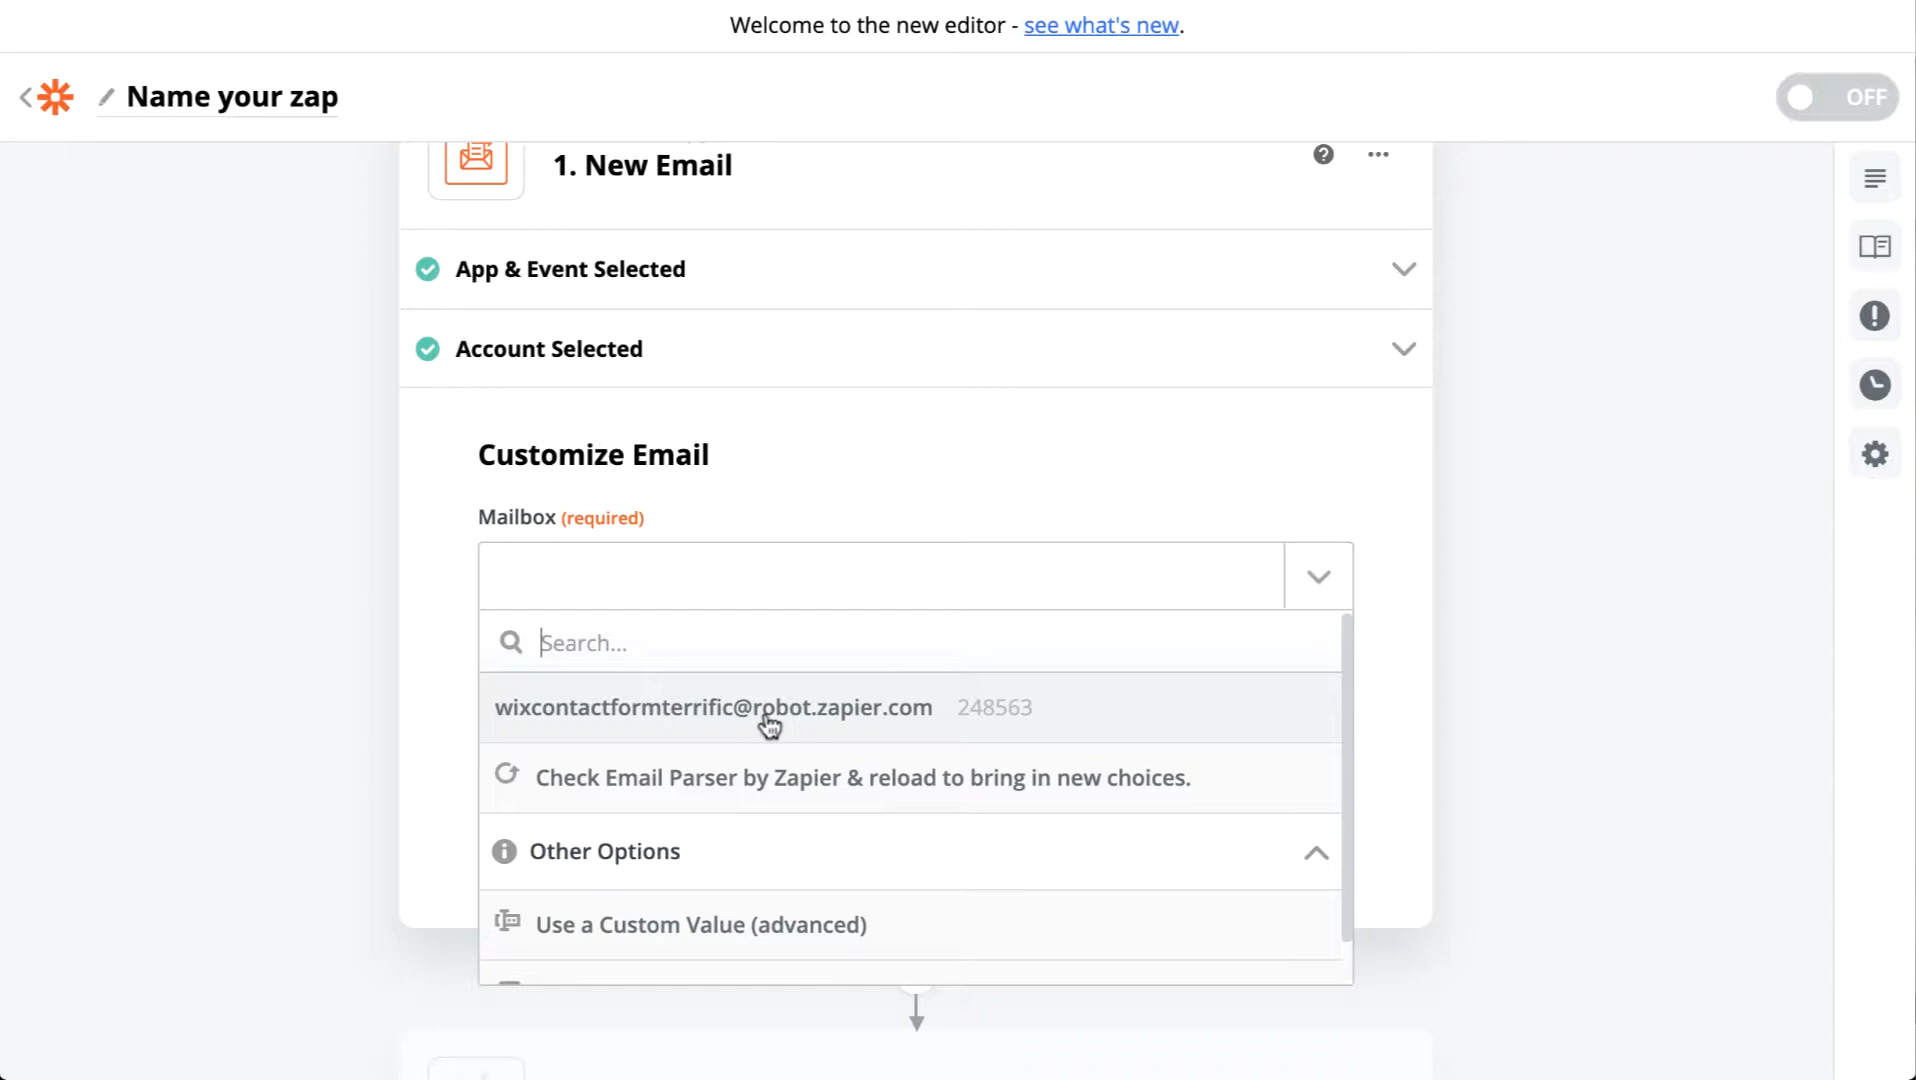 Welcome to the new editor - see what's new.
Name your zap
OFF
1. New Email
App & Event Selected
Account Selected
Customize Email
Mailbox (required)
Search...
wixcontactformterrific@robot.zapier.com 248563
Check Email Parser by Zapier & reload to bring in new choices.
Other Options
Use a Custom Value (advanced)